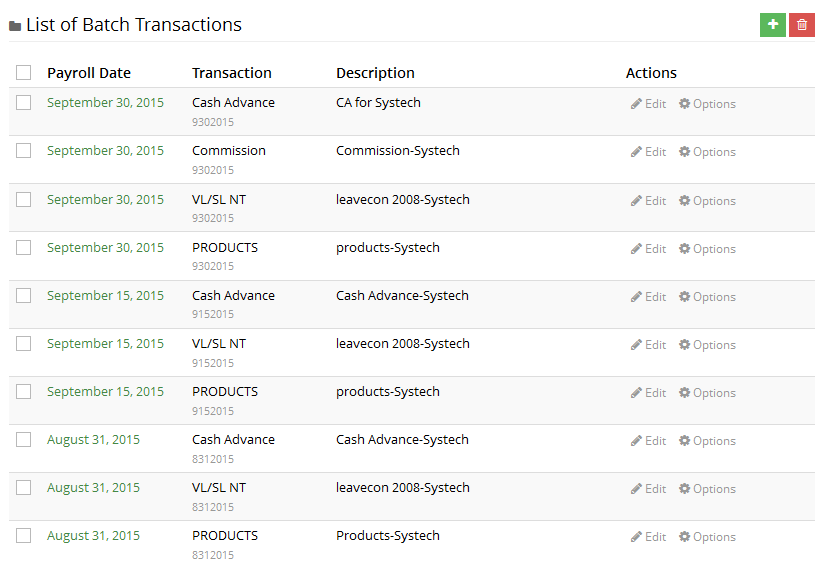 List of Batch Transactions
Payroll Date Transaction Description Actions
September 30, 2015 Cash Advance CA for Systech Edit Options
9302015
September 30, 2015 Commission Commission-Systech Edit Options
9302015
September 30, 2015 VL/SL NT leavecon 2008-Systech Edit Options
9302015
September 30, 2015 PRODUCTS products-Systech Edit Options
9302015
September 15, 2015 Cash Advance Cash Advance-Systech Edit Options
9152015
September 15, 2015 VL/SL NT leavecon 2008-Systech Edit Options
9152015
September 15, 2015 PRODUCTS products-Systech Edit Options
9152015
August 31, 2015 Cash Advance Cash Advance-Systech Edit Options
8312015
August 31, 2015 VL/SL NT leavecon 2008-Systech Edit Options
8312015
August 31, 2015 PRODUCTS Products-Systech Edit Options
8312015